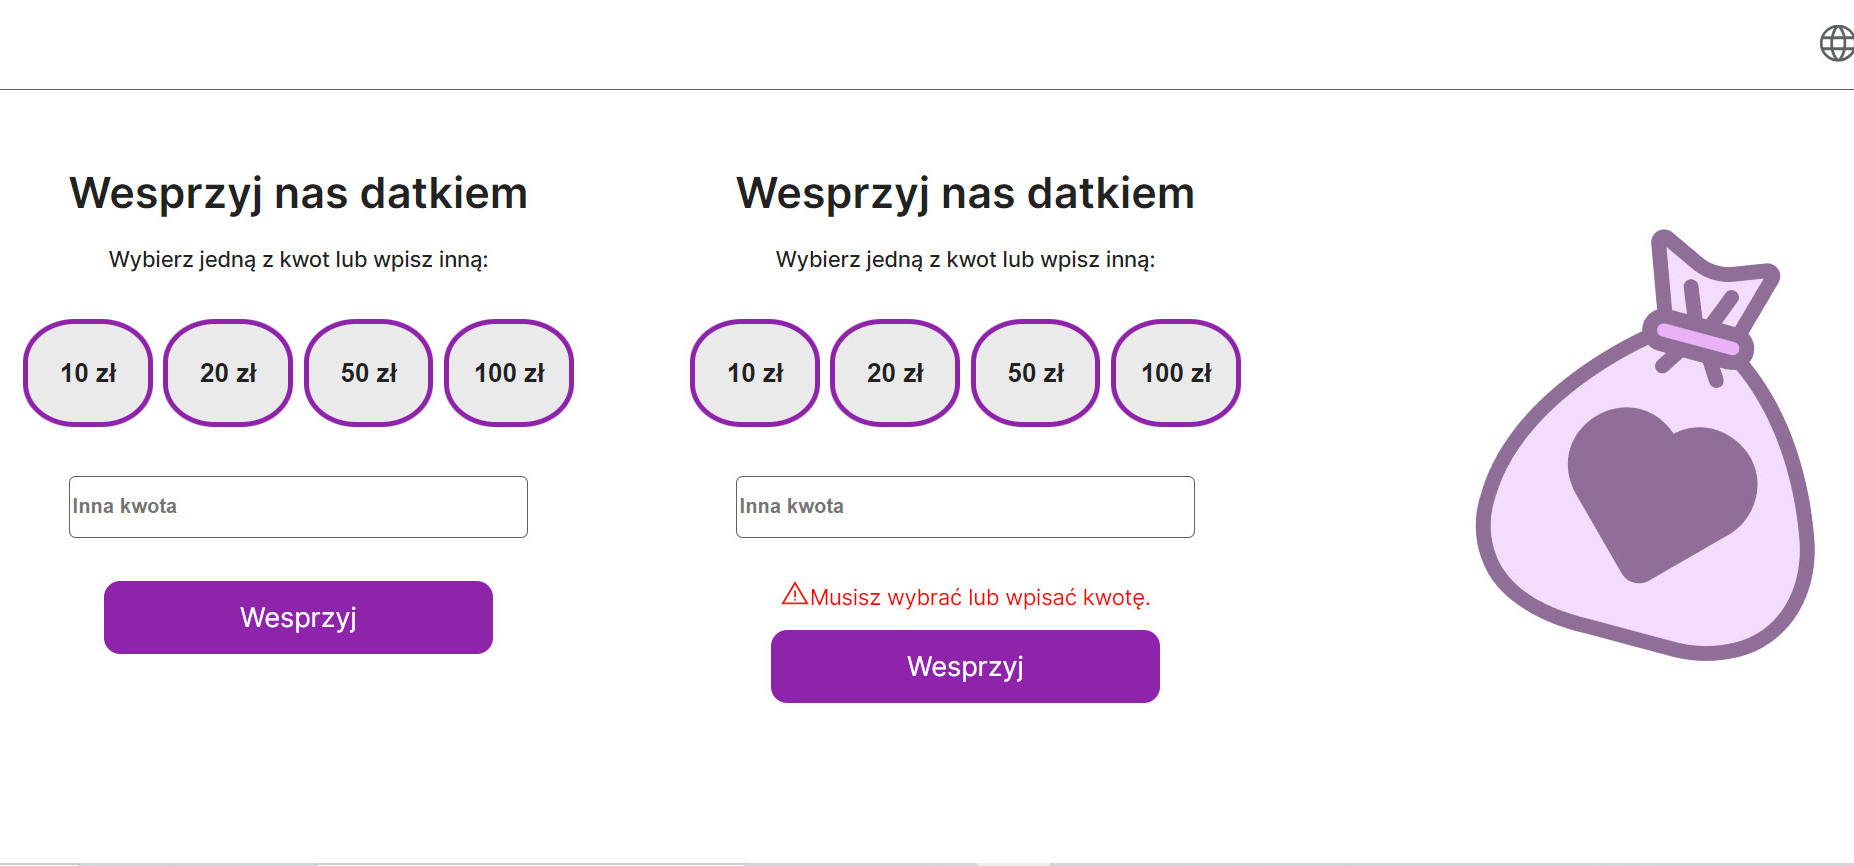 Wesprzyj nas datkiem
Wybierz jedną z kwot lub wpisz inną:
10 zł 20 zł 50 zł 100 zł
Inna kwota
Wesprzyj
Wesprzyj nas datkiem
Wybierz jedną z kwot lub wpisz inną:
10 zł 20 zł 50 zł 100 zł
Inna kwota
Musisz wybrać lub wpisać kwotę.
Wesprzyj